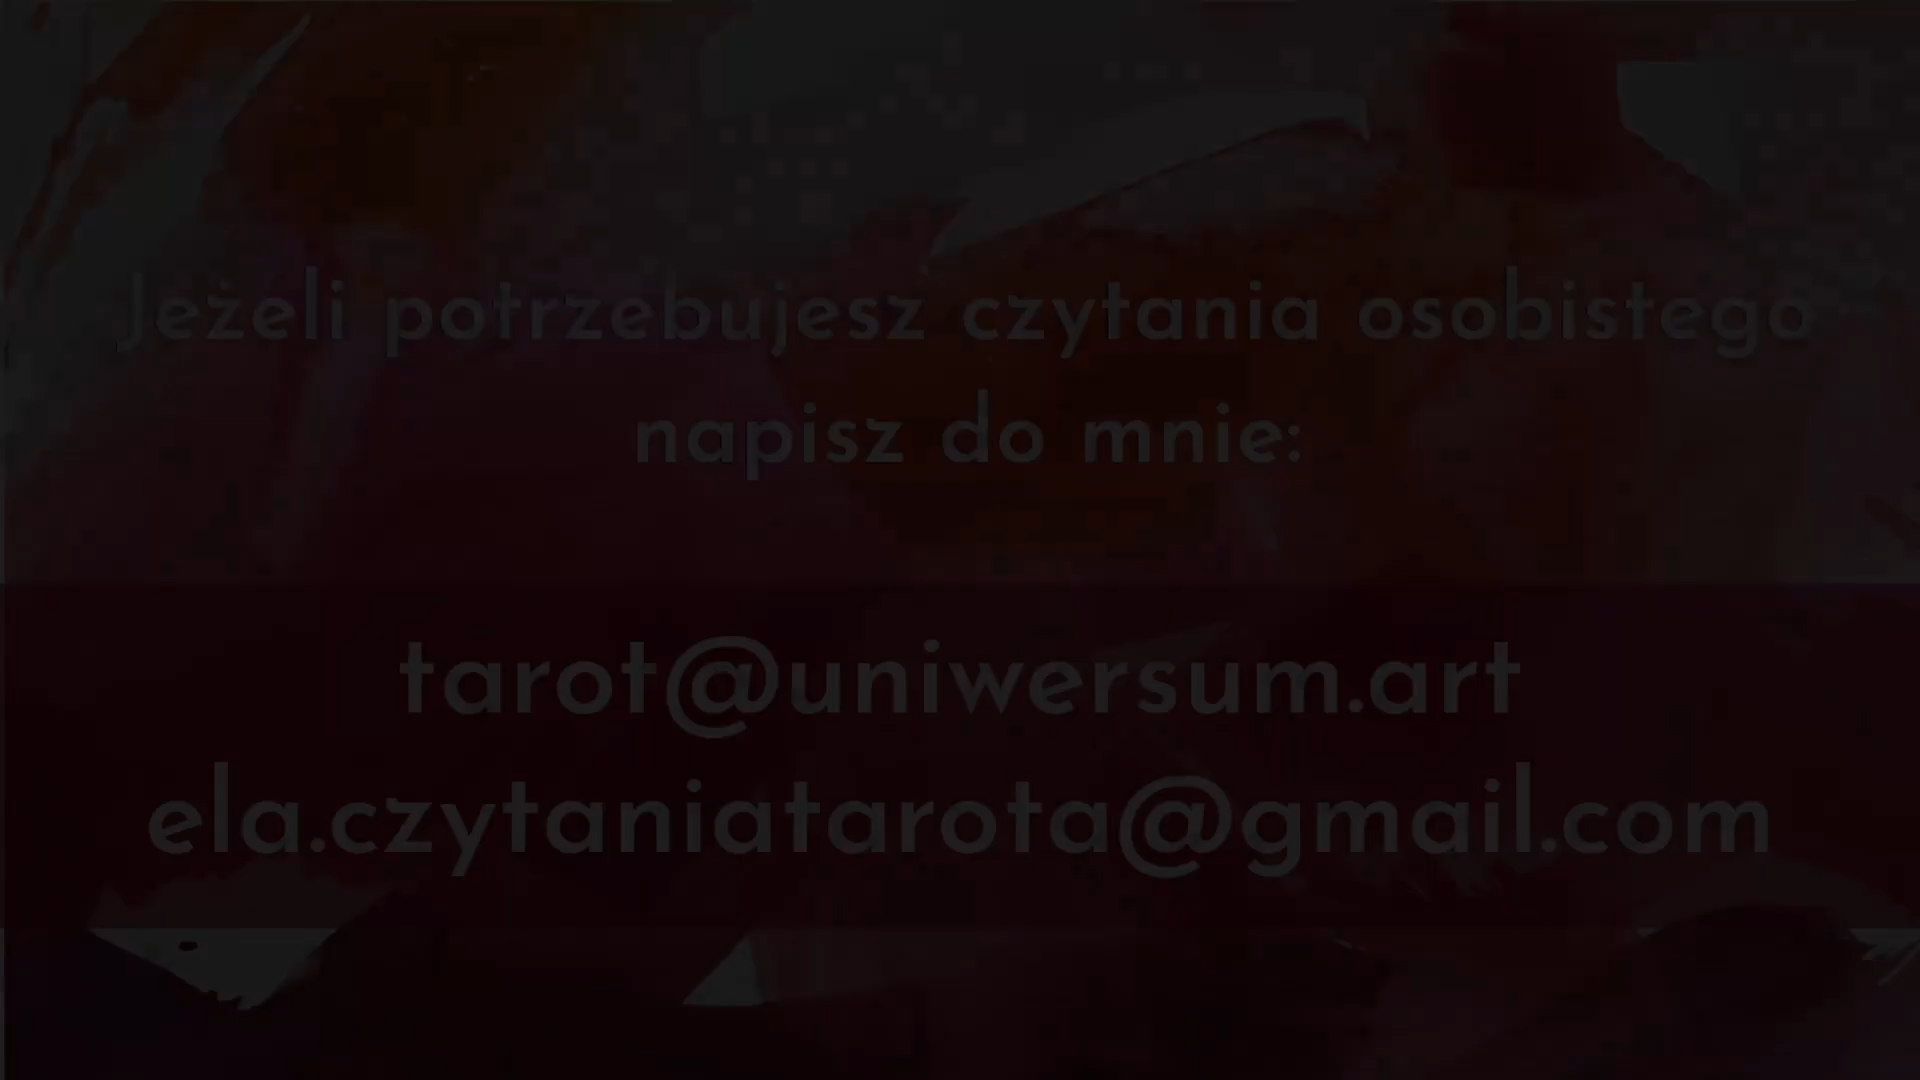 Jeżeli potrzebujesz czytania osobistego
napisz do mnie:
tarot@uniwersum.art
ela.czytaniatarota@gmail.com